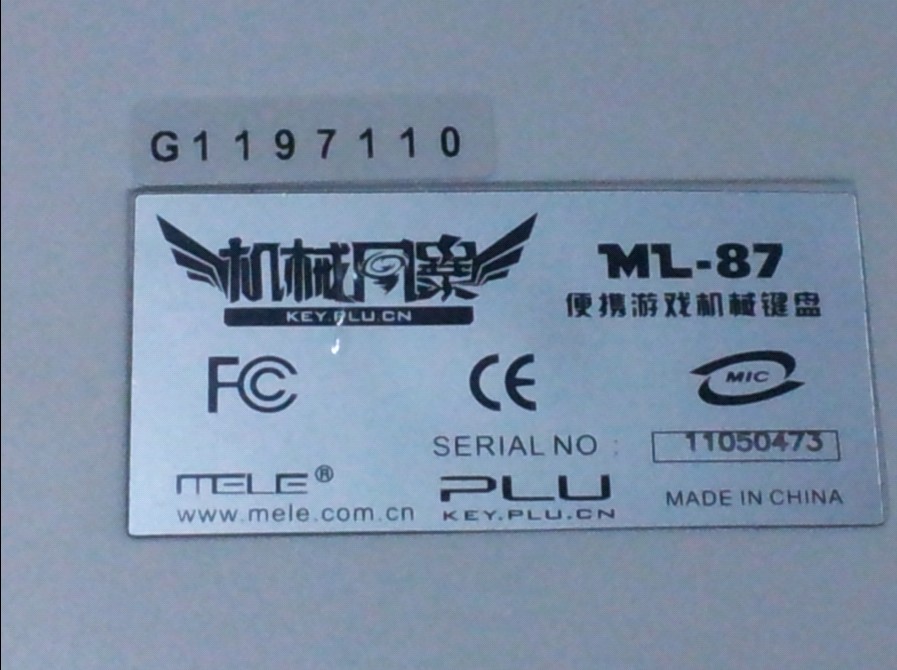 G1197110
机械风暴
KEY.PLU.CN
ML-87
便携游戏机械键盘
FC
CE
MIC
SERIAL NO : 11050473
MELE®
www.mele.com.cn
PLU
KEY.PLU.CN
MADE IN CHINA